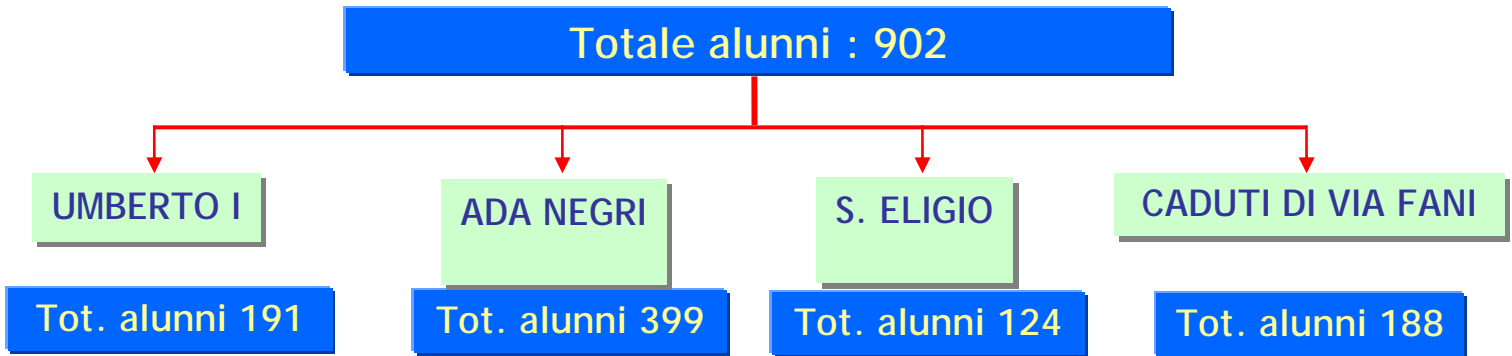 Totale alunni : 902
UMBERTO I
ADA NEGRI
S. ELIGIO
CADUTI DI VIA FANI
Tot. alunni 191
Tot. alunni 399
Tot. alunni 124
Tot. alunni 188